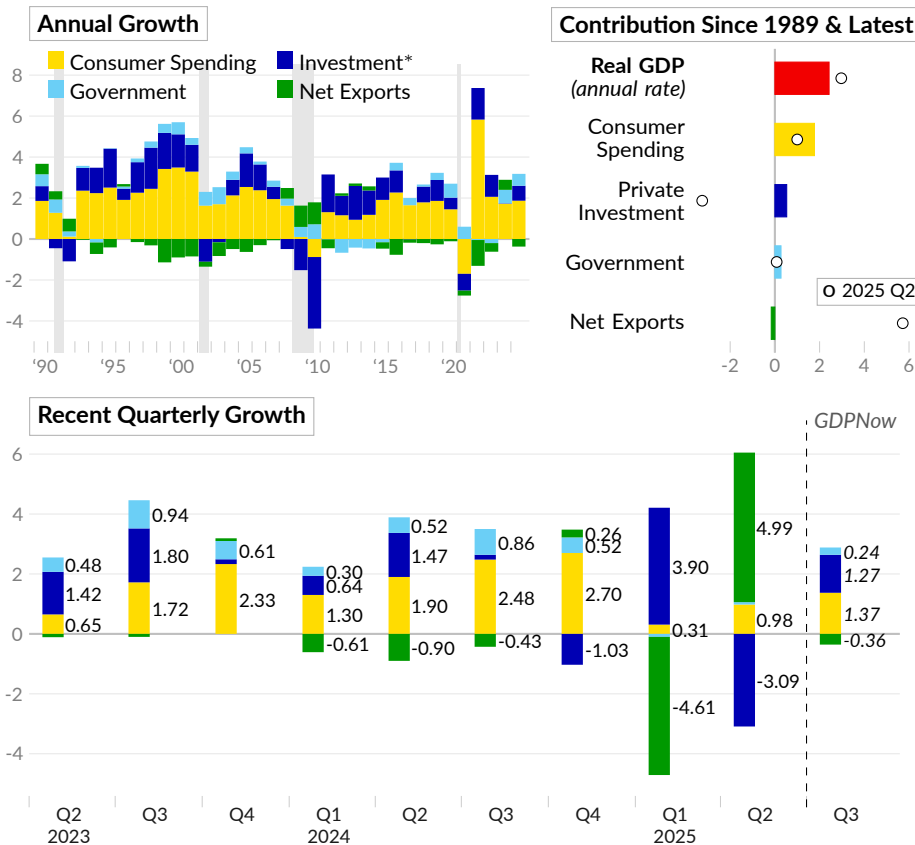 Annual Growth
Consumer Spending
Investment*
Government
Net Exports
8
6
4
2
0
-2
-4
'90
'95
'00
'05
'10
'15
'20
Contribution Since 1989 & Latest
Real GDP
(annual rate)
Consumer
Spending
Private
Investment
Government
Net Exports
2025 Q2
-2
0
2
4
6
Recent Quarterly Growth
GDPNow
6
4
2
0
-2
-4
0.48
1.42
0.65
0.94
1.80
1.72
0.61
2.33
0.30
0.64
1.30
-0.61
0.52
1.47
1.90
-0.90
0.86
2.48
-0.43
0.26
0.52
2.70
-1.03
3.90
0.31
-4.61
4.99
0.98
-3.09
0.24
1.27
1.37
-0.36
Q2
2023
Q3
Q4
Q1
2024
Q2
Q3
Q4
Q1
2025
Q2
Q3